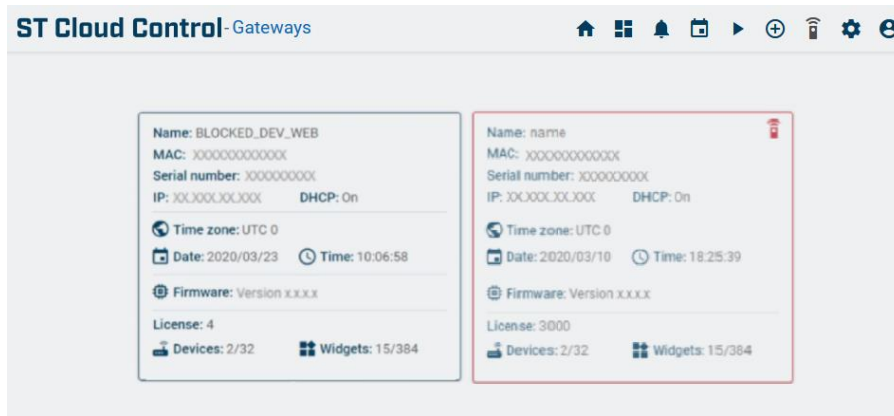 ST Cloud Control - Gateways
Name: BLOCKED_DEV_WEB
MAC: XXXXXXXXXXXX
Serial number: XXXXXXXXX
IP: XX.XXX.XX.XXX DHCP: On
Time zone: UTC 0
Date: 2020/03/23 Time: 10:06:58
Firmware: Version x.x.x.x
License: 4
Devices: 2/32 Widgets: 15/384
Name: name
MAC: XXXXXXXXXXXX
Serial number: XXXXXXXXX
IP: XX.XXX.XX.XXX DHCP: On
Time zone: UTC 0
Date: 2020/03/10 Time: 18:25:39
Firmware: Version x.x.x.x
License: 3000
Devices: 2/32 Widgets: 15/384